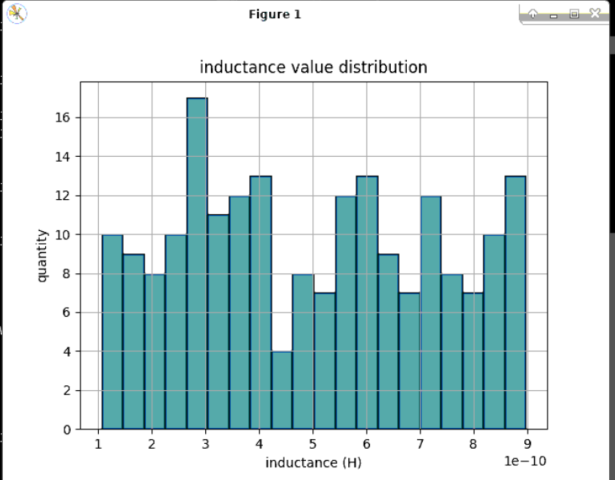 Figure 1
inductance value distribution
16
14
12
10
8
6
4
2
0
quantity
1 2 3 4 5 6 7 8 9
inductance (H)
1e−10